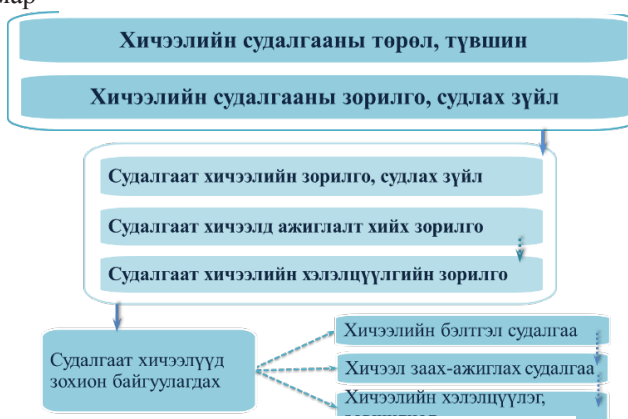 Хичээлийн судалгааны төрөл, түвшин
Хичээлийн судалгааны зорилго, судлах зүйл
Судалгаат хичээлийн зорилго, судлах зүйл
Судалгаат хичээлд ажиглалт хийх зорилго
Судалгаат хичээлийн хэлэлцүүлгийн зорилго
Судалгаат хичээлүүд
зохион байгуулагдах
Хичээлийн бэлтгэл судалгаа
Хичээл заах-ажиглах судалгаа
Хичээлийн хэлэлцүүлэг,